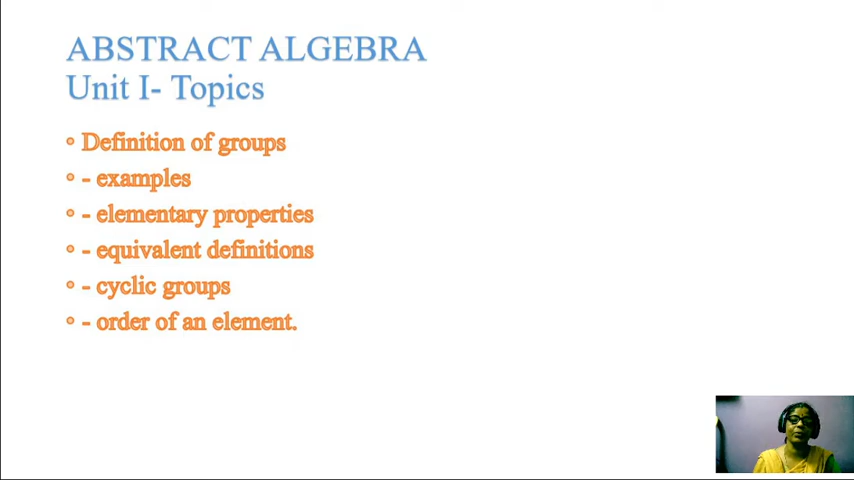 ABSTRACT ALGEBRA
Unit I- Topics
• Definition of groups
• - examples
• - elementary properties
• - equivalent definitions
• - cyclic groups
• - order of an element.